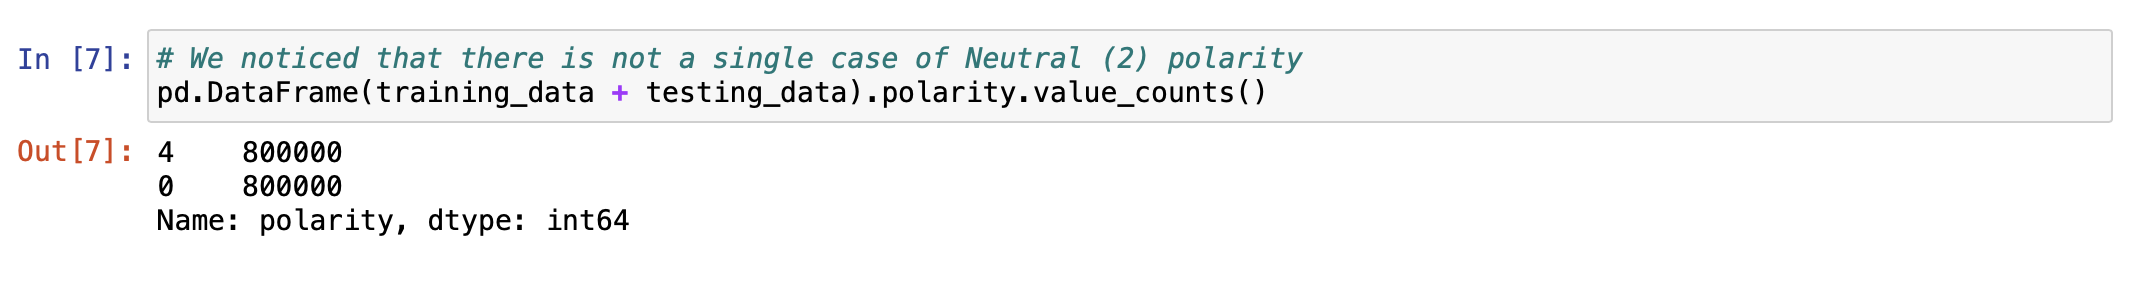 In [7]: # We noticed that there is not a single case of Neutral (2) polarity
pd.DataFrame(training_data + testing_data).polarity.value_counts()
Out[7]: 4    800000
0    800000
Name: polarity, dtype: int64